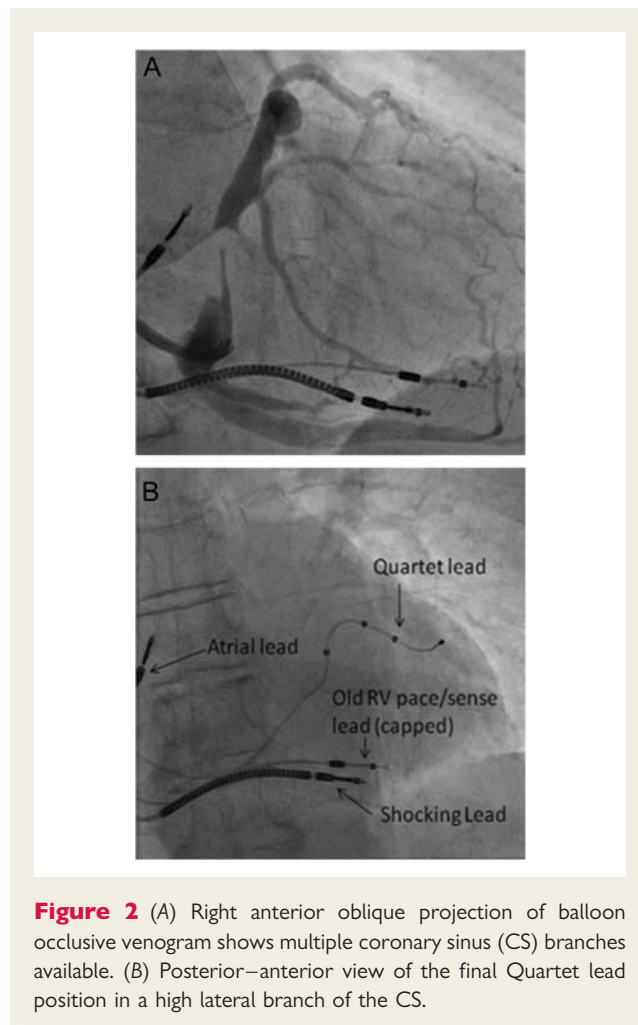 A
B
Quartet lead
Atrial lead
Old RV pace/sense
lead (capped)
Shocking Lead
Figure 2 (A) Right anterior oblique projection of balloon
occlusive venogram shows multiple coronary sinus (CS) branches
available. (B) Posterior–anterior view of the final Quartet lead
position in a high lateral branch of the CS.